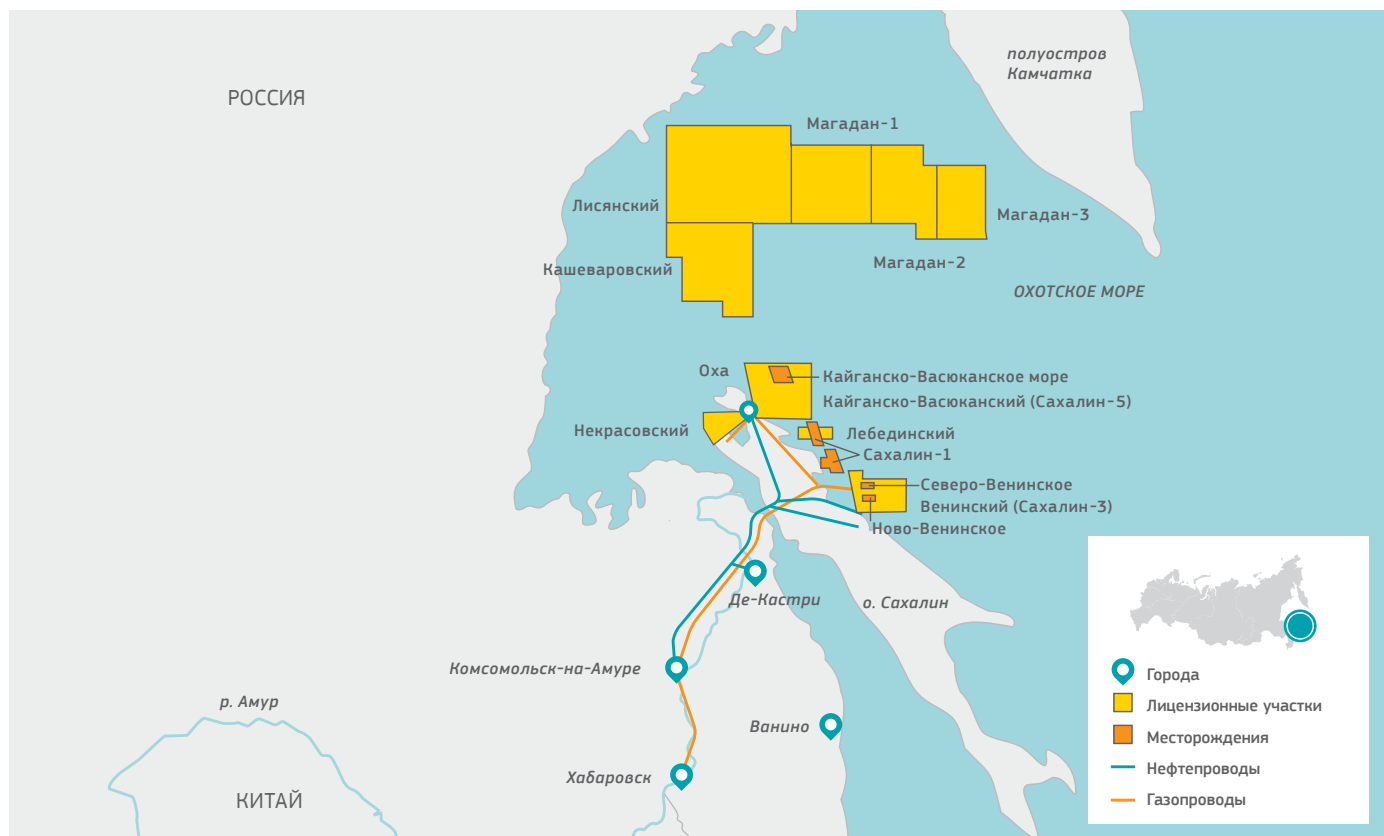 полуостров
Камчатка
РОССИЯ
Магадан-1
Лисянский
Магадан-3
Магадан-2
Кашеваровский
ОХОТСКОЕ МОРЕ
Оха
Кайганско-Васюканское море
Кайганско-Васюканский (Сахалин-5)
Некрасовский
Лебединский
Сахалин-1
Северо-Венинское
Венинский (Сахалин-3)
Ново-Венинское
Де-Кастри
о. Сахалин
Комсомольск-на-Амуре
р. Амур
Ванино
Хабаровск
КИТАЙ
Города
Лицензионные участки
Месторождения
Нефтепроводы
Газопроводы